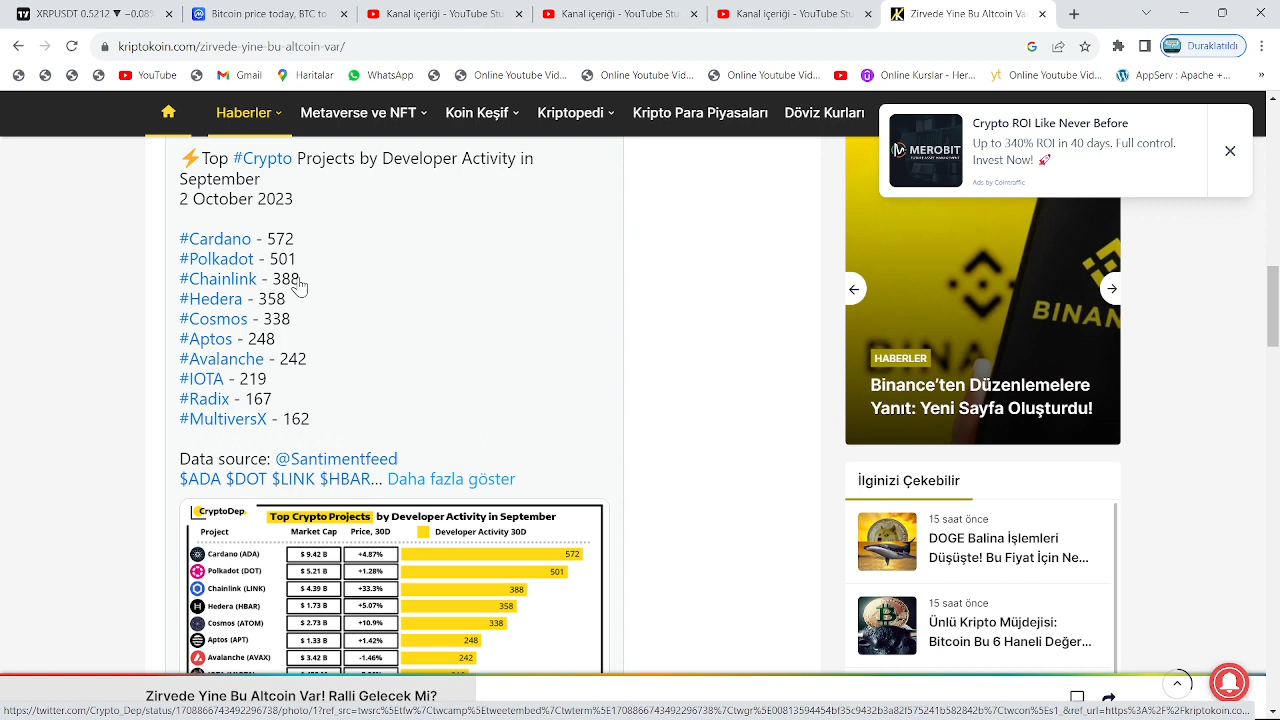 XRPUSDT 0.5212 ▼ −0.08%
Bitcoin price today, BTC to
Kanal içeriği - YouTube Stu
Kanal içeriği - YouTube Stu
Kanal içeriği - YouTube Stu
Zirvede Yine Bu Altcoin Va
kriptokoin.com/zirvede-yine-bu-altcoin-var/
Duraklatıldı
YouTube
Gmail
Haritalar
WhatsApp
Online Youtube Vid...
Online Youtube Vid...
Online Youtube Vid...
Online Kurslar - Her...
Online Youtube Vid...
AppServ : Apache +...
Haberler
Metaverse ve NFT
Koin Keşif
Kriptopedi
Kripto Para Piyasaları
Döviz Kurları
MEROBIT
Crypto ROI Like Never Before
Up to 340% ROI in 40 days. Full control.
Invest Now! 🚀
Ads by Cointraffic
⚡Top #Crypto Projects by Developer Activity in
September
2 October 2023
#Cardano - 572
#Polkadot - 501
#Chainlink - 388
#Hedera - 358
#Cosmos - 338
#Aptos - 248
#Avalanche - 242
#IOTA - 219
#Radix - 167
#MultiversX - 162
Data source: @Santimentfeed
$ADA $DOT $LINK $HBAR... Daha fazla göster
CryptoDep
Top Crypto Projects by Developer Activity in September
Project Market Cap Price, 30D Developer Activity 30D
Cardano (ADA) $ 9.42 B +4.87% 572
Polkadot (DOT) $ 5.21 B +1.28% 501
Chainlink (LINK) $ 4.39 B +33.3% 388
Hedera (HBAR) $ 1.73 B +5.07% 358
Cosmos (ATOM) $ 2.73 B +10.9% 338
Aptos (APT) $ 1.33 B +1.42% 248
Avalanche (AVAX) $ 3.42 B -1.46% 242
BINAN
HABERLER
Binance’ten Düzenlemelere
Yanıt: Yeni Sayfa Oluşturdu!
İlginizi Çekebilir
15 saat önce
DOGE Balina İşlemleri
Düşüşte! Bu Fiyat İçin Ne...
15 saat önce
Ünlü Kripto Müjdejisi:
Bitcoin Bu 6 Haneli Değer...
Zirvede Yine Bu Altcoin Var! Ralli Gelecek Mi?